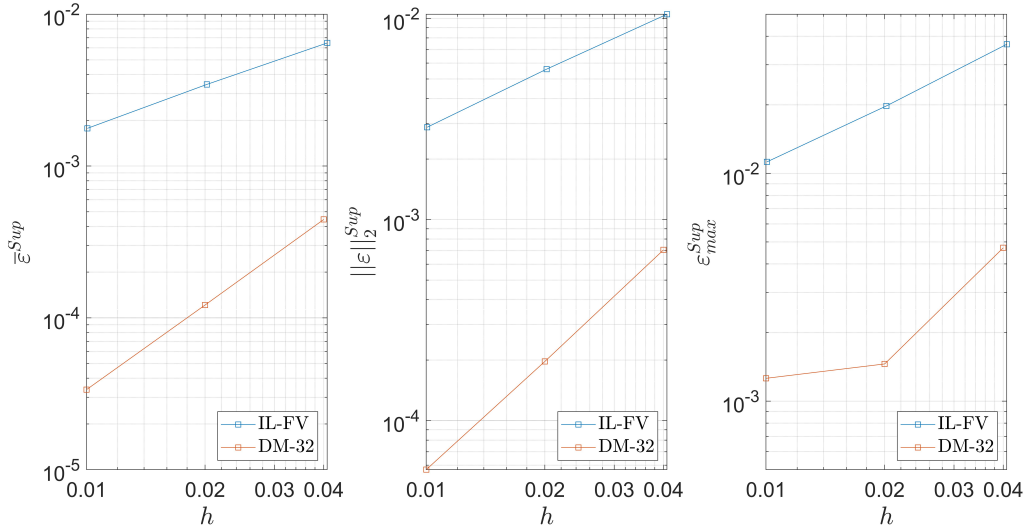 10^-2
10^-3
10^-4
10^-5
ε̄^Sup
0.01 0.02 0.03 0.04
h
IL-FV
DM-32
10^-2
10^-3
10^-4
||ε||_2^Sup
0.01 0.02 0.03 0.04
h
IL-FV
DM-32
10^-2
10^-3
ε_max^Sup
0.01 0.02 0.03 0.04
h
IL-FV
DM-32